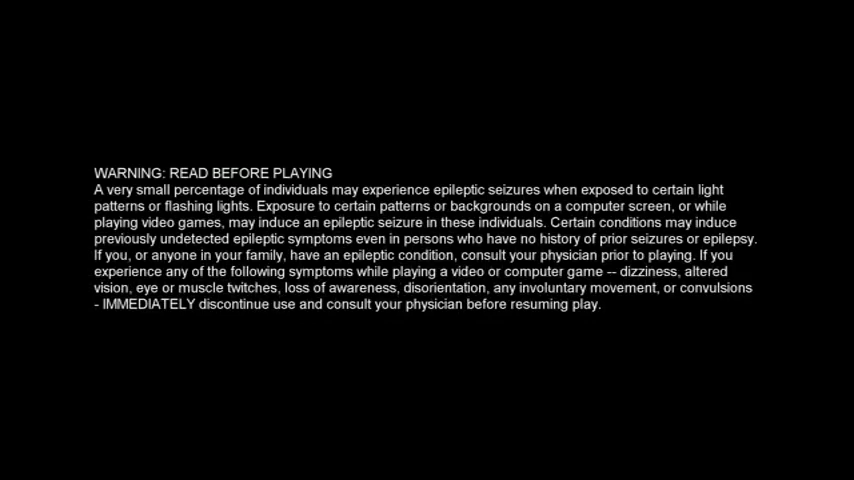 WARNING: READ BEFORE PLAYING
A very small percentage of individuals may experience epileptic seizures when exposed to certain light
patterns or flashing lights. Exposure to certain patterns or backgrounds on a computer screen, or while
playing video games, may induce an epileptic seizure in these individuals. Certain conditions may induce
previously undetected epileptic symptoms even in persons who have no history of prior seizures or epilepsy.
If you, or anyone in your family, have an epileptic condition, consult your physician prior to playing. If you
experience any of the following symptoms while playing a video or computer game -- dizziness, altered
vision, eye or muscle twitches, loss of awareness, disorientation, any involuntary movement, or convulsions
- IMMEDIATELY discontinue use and consult your physician before resuming play.